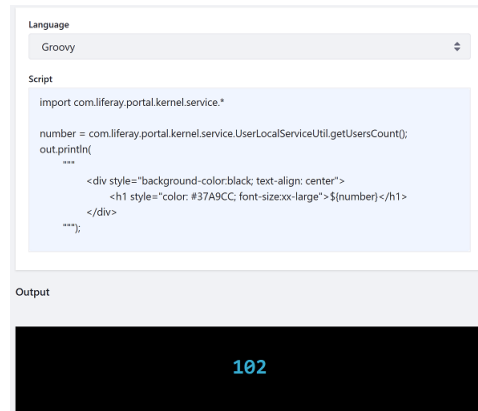 Language
Groovy
Script
import com.liferay.portal.kernel.service.*
number = com.liferay.portal.kernel.service.UserLocalServiceUtil.getUsersCount();
out.println(
"""
<div style="background-color:black; text-align: center">
<h1 style="color: #37A9CC; font-size:xx-large">${number}</h1>
</div>
""");
Output
102